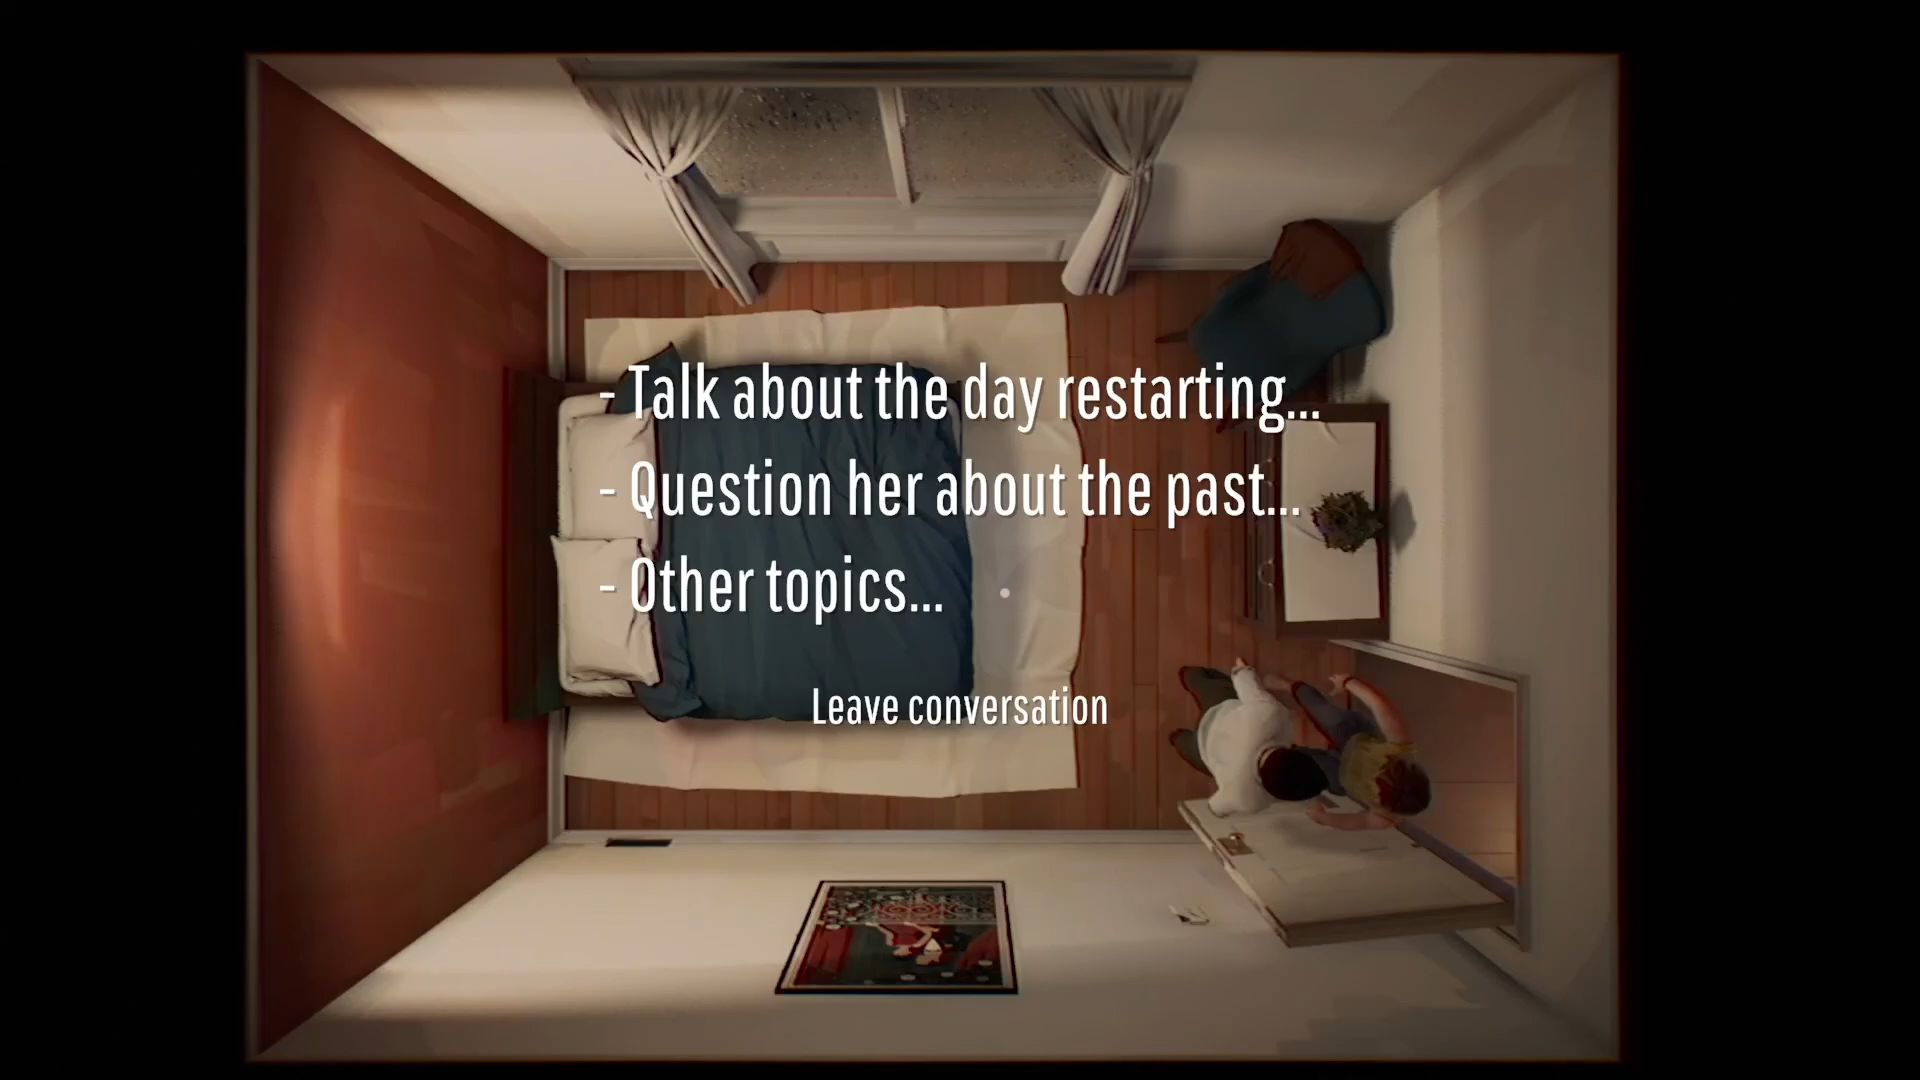 - Talk about the day restarting...
- Question her about the past...
- Other topics...
Leave conversation